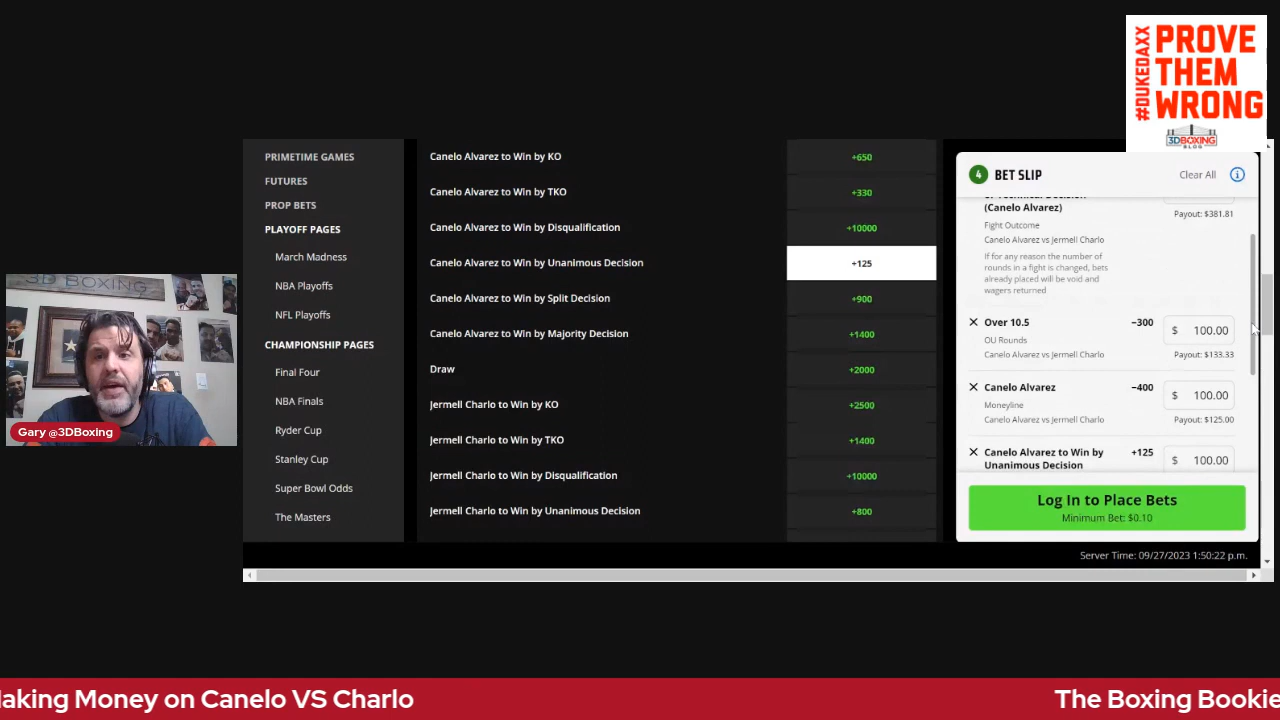 #DUKEDAXX
PROVE
THEM
WRONG
3DBOXING
BLOG
3D BOXING
Gary @3DBoxing
PRIMETIME GAMES
FUTURES
PROP BETS
PLAYOFF PAGES
March Madness
NBA Playoffs
NFL Playoffs
CHAMPIONSHIP PAGES
Final Four
NBA Finals
Ryder Cup
Stanley Cup
Super Bowl Odds
The Masters
Canelo Alvarez to Win by KO +650
Canelo Alvarez to Win by TKO +330
Canelo Alvarez to Win by Disqualification +10000
Canelo Alvarez to Win by Unanimous Decision +125
Canelo Alvarez to Win by Split Decision +900
Canelo Alvarez to Win by Majority Decision +1400
Draw +2000
Jermell Charlo to Win by KO +2500
Jermell Charlo to Win by TKO +1400
Jermell Charlo to Win by Disqualification +10000
Jermell Charlo to Win by Unanimous Decision +800
4 BET SLIP Clear All i
or Technical Decision
(Canelo Alvarez) Payout: $381.81
Fight Outcome
Canelo Alvarez vs Jermell Charlo
If for any reason the number of
rounds in a fight is changed, bets
already placed will be void and
wagers returned
× Over 10.5 −300 $ 100.00
OU Rounds
Canelo Alvarez vs Jermell Charlo Payout: $133.33
× Canelo Alvarez −400 $ 100.00
Moneyline
Canelo Alvarez vs Jermell Charlo Payout: $125.00
× Canelo Alvarez to Win by +125 $ 100.00
Unanimous Decision
Log In to Place Bets
Minimum Bet: $0.10
Server Time: 09/27/2023 1:50:22 p.m.
aking Money on Canelo VS Charlo
The Boxing Bookie